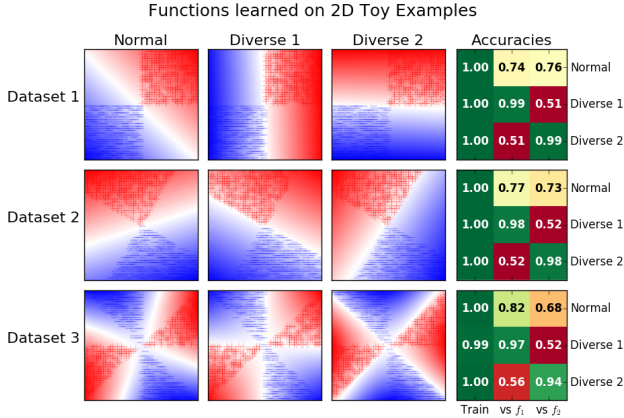 Functions learned on 2D Toy Examples
Normal Diverse 1 Diverse 2 Accuracies
Dataset 1
1.00 0.74 0.76 Normal
1.00 0.99 0.51 Diverse 1
1.00 0.51 0.99 Diverse 2
Dataset 2
1.00 0.77 0.73 Normal
1.00 0.98 0.52 Diverse 1
1.00 0.52 0.98 Diverse 2
Dataset 3
1.00 0.82 0.68 Normal
0.99 0.97 0.52 Diverse 1
1.00 0.56 0.94 Diverse 2
Train vs f₁ vs f₂